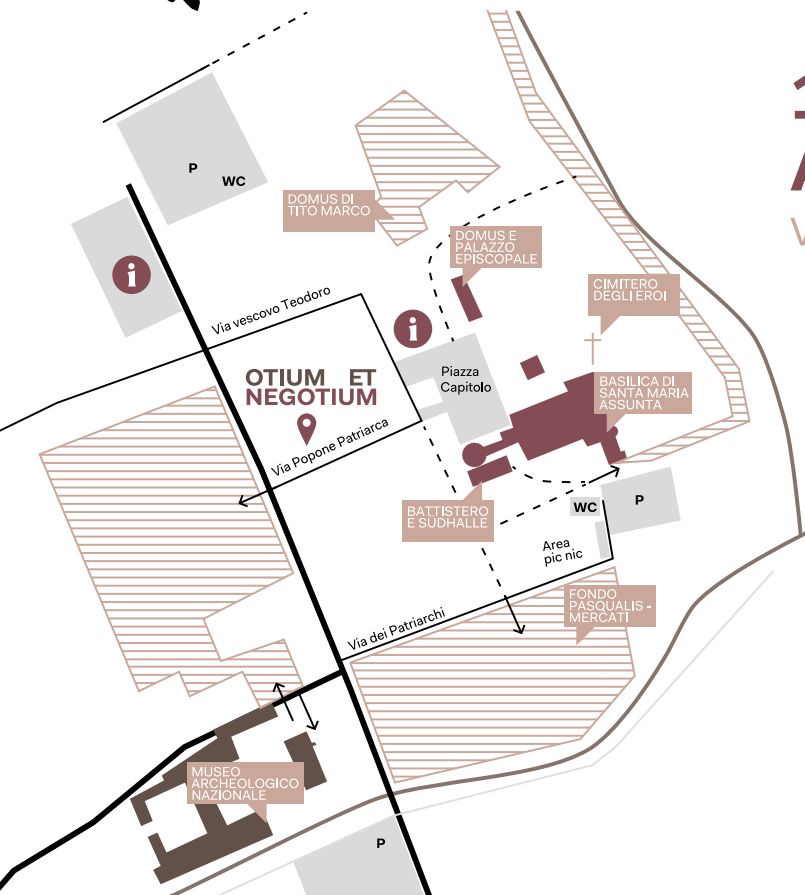 P
WC
DOMUS DI
TITO MARCO
DOMUS E
PALAZZO
EPISCOPALE
i
CIMITERO
DEGLI EROI
Via vescovo Teodoro
i
OTIUM ET
NEGOTIUM
Piazza
Capitolo
BASILICA DI
SANTA MARIA
ASSUNTA
Via Popone Patriarca
BATTISTERO
E SÜDHALLE
WC
P
Area
pic nic
FONDO
PASQUALIS -
MERCATI
Via dei Patriarchi
MUSEO
ARCHEOLOGICO
NAZIONALE
P